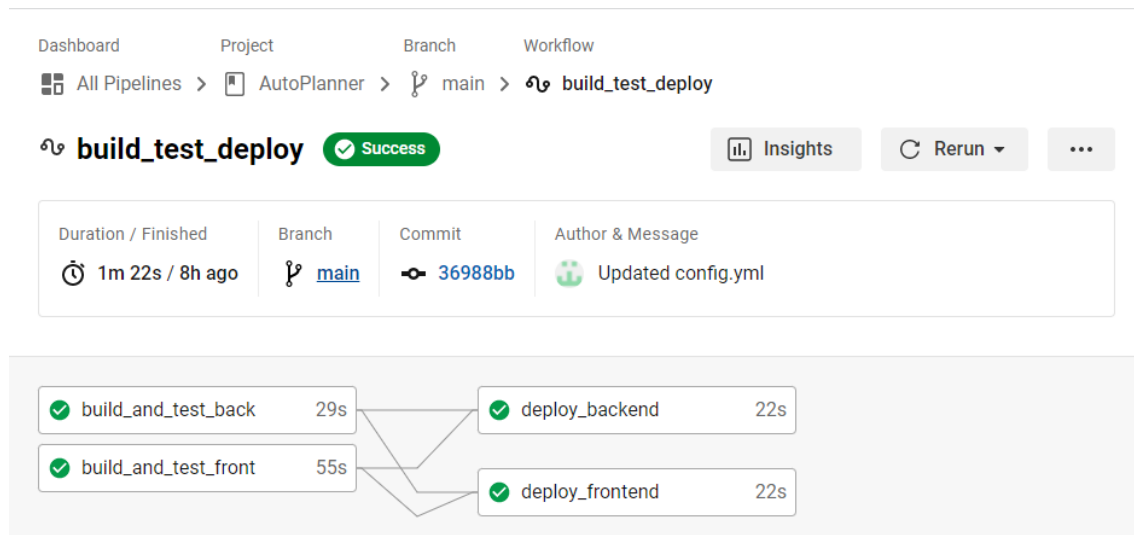 Dashboard Project Branch Workflow
All Pipelines > AutoPlanner > main > build_test_deploy
build_test_deploy Success Insights Rerun ...
Duration / Finished Branch Commit Author & Message
1m 22s / 8h ago main 36988bb Updated config.yml
build_and_test_back 29s deploy_backend 22s
build_and_test_front 55s
deploy_frontend 22s